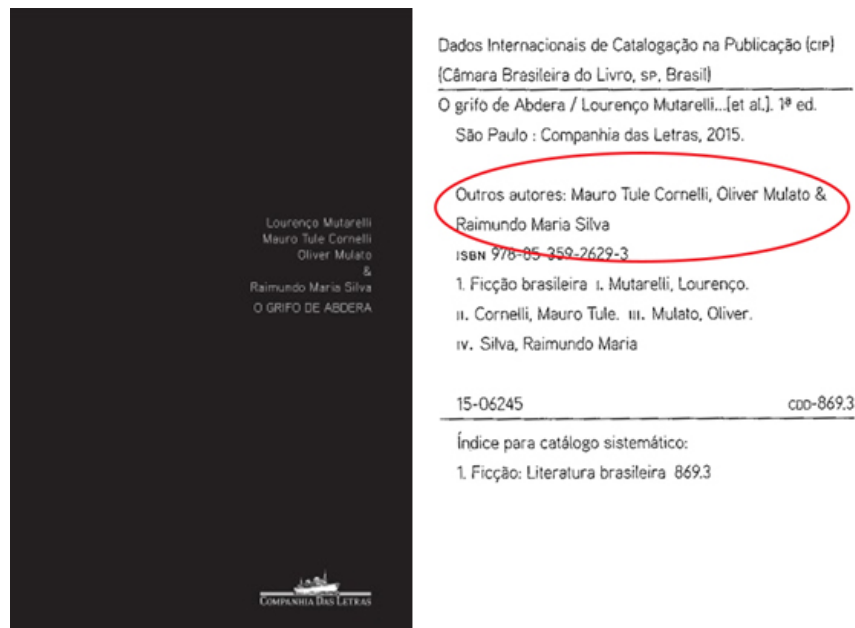 Lourenço Mutarelli
Mauro Tule Cornelli
Oliver Mulato
&
Raimundo Maria Silva
O GRIFO DE ABDERA
COMPANHIA DAS LETRAS
Dados Internacionais de Catalogação na Publicação (CIP)
(Câmara Brasileira do Livro, SP, Brasil)
O grifo de Abdera / Lourenço Mutarelli...[et al.]. 1ª ed.
São Paulo : Companhia das Letras, 2015.
Outros autores: Mauro Tule Cornelli, Oliver Mulato &
Raimundo Maria Silva
ISBN 978-85-359-2629-3
1. Ficção brasileira I. Mutarelli, Lourenço.
II. Cornelli, Mauro Tule. III. Mulato, Oliver.
IV. Silva, Raimundo Maria
15-06245 CDD-869.3
Índice para catálogo sistemático:
1. Ficção: Literatura brasileira 869.3